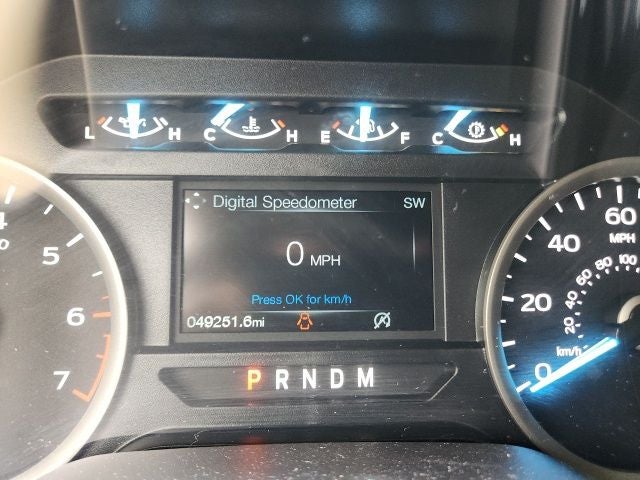 L H C H E F C H
Digital Speedometer SW
0 MPH
Press OK for km/h
049251.6mi
P R N D M
4
5
6
7
0
20
40
60
MPH
20
40
60
80
100
km/h